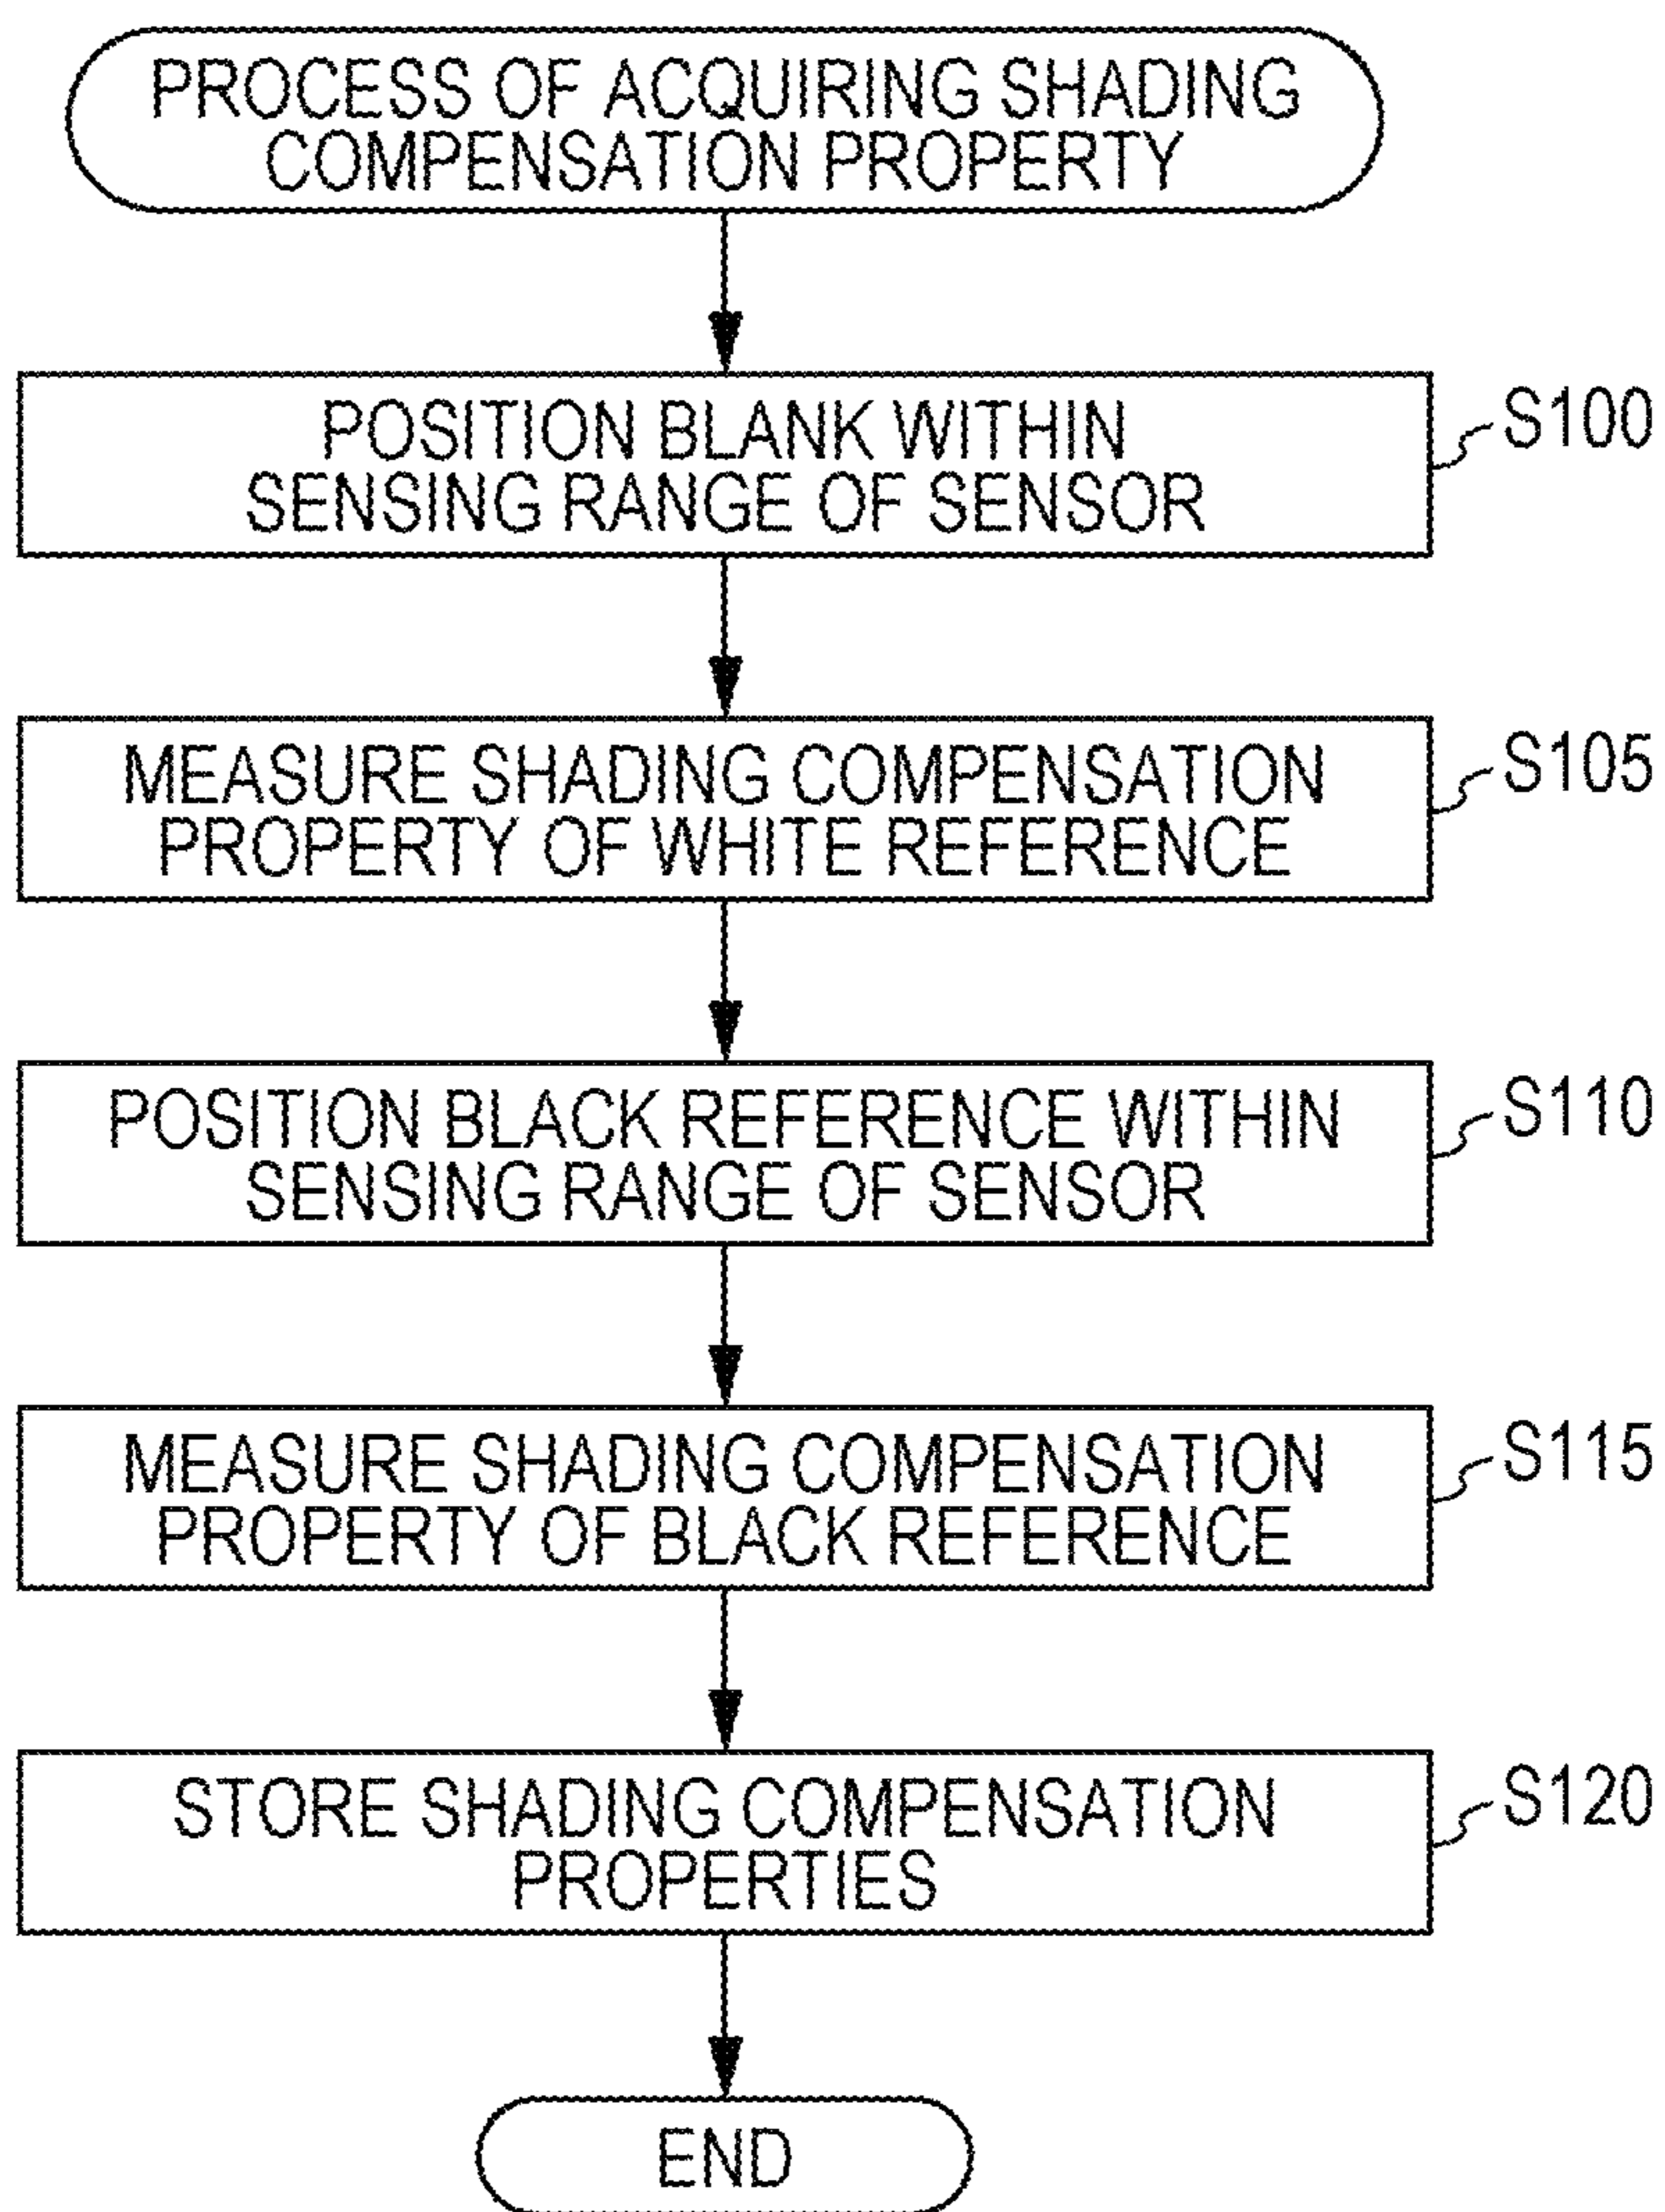 PROCESS OF ACQUIRING SHADING
COMPENSATION PROPERTY
POSITION BLANK WITHIN
SENSING RANGE OF SENSOR
S100
MEASURE SHADING COMPENSATION
PROPERTY OF WHITE REFERENCE
S105
POSITION BLACK REFERENCE WITHIN
SENSING RANGE OF SENSOR
S110
MEASURE SHADING COMPENSATION
PROPERTY OF BLACK REFERENCE
S115
STORE SHADING COMPENSATION
PROPERTIES
S120
END